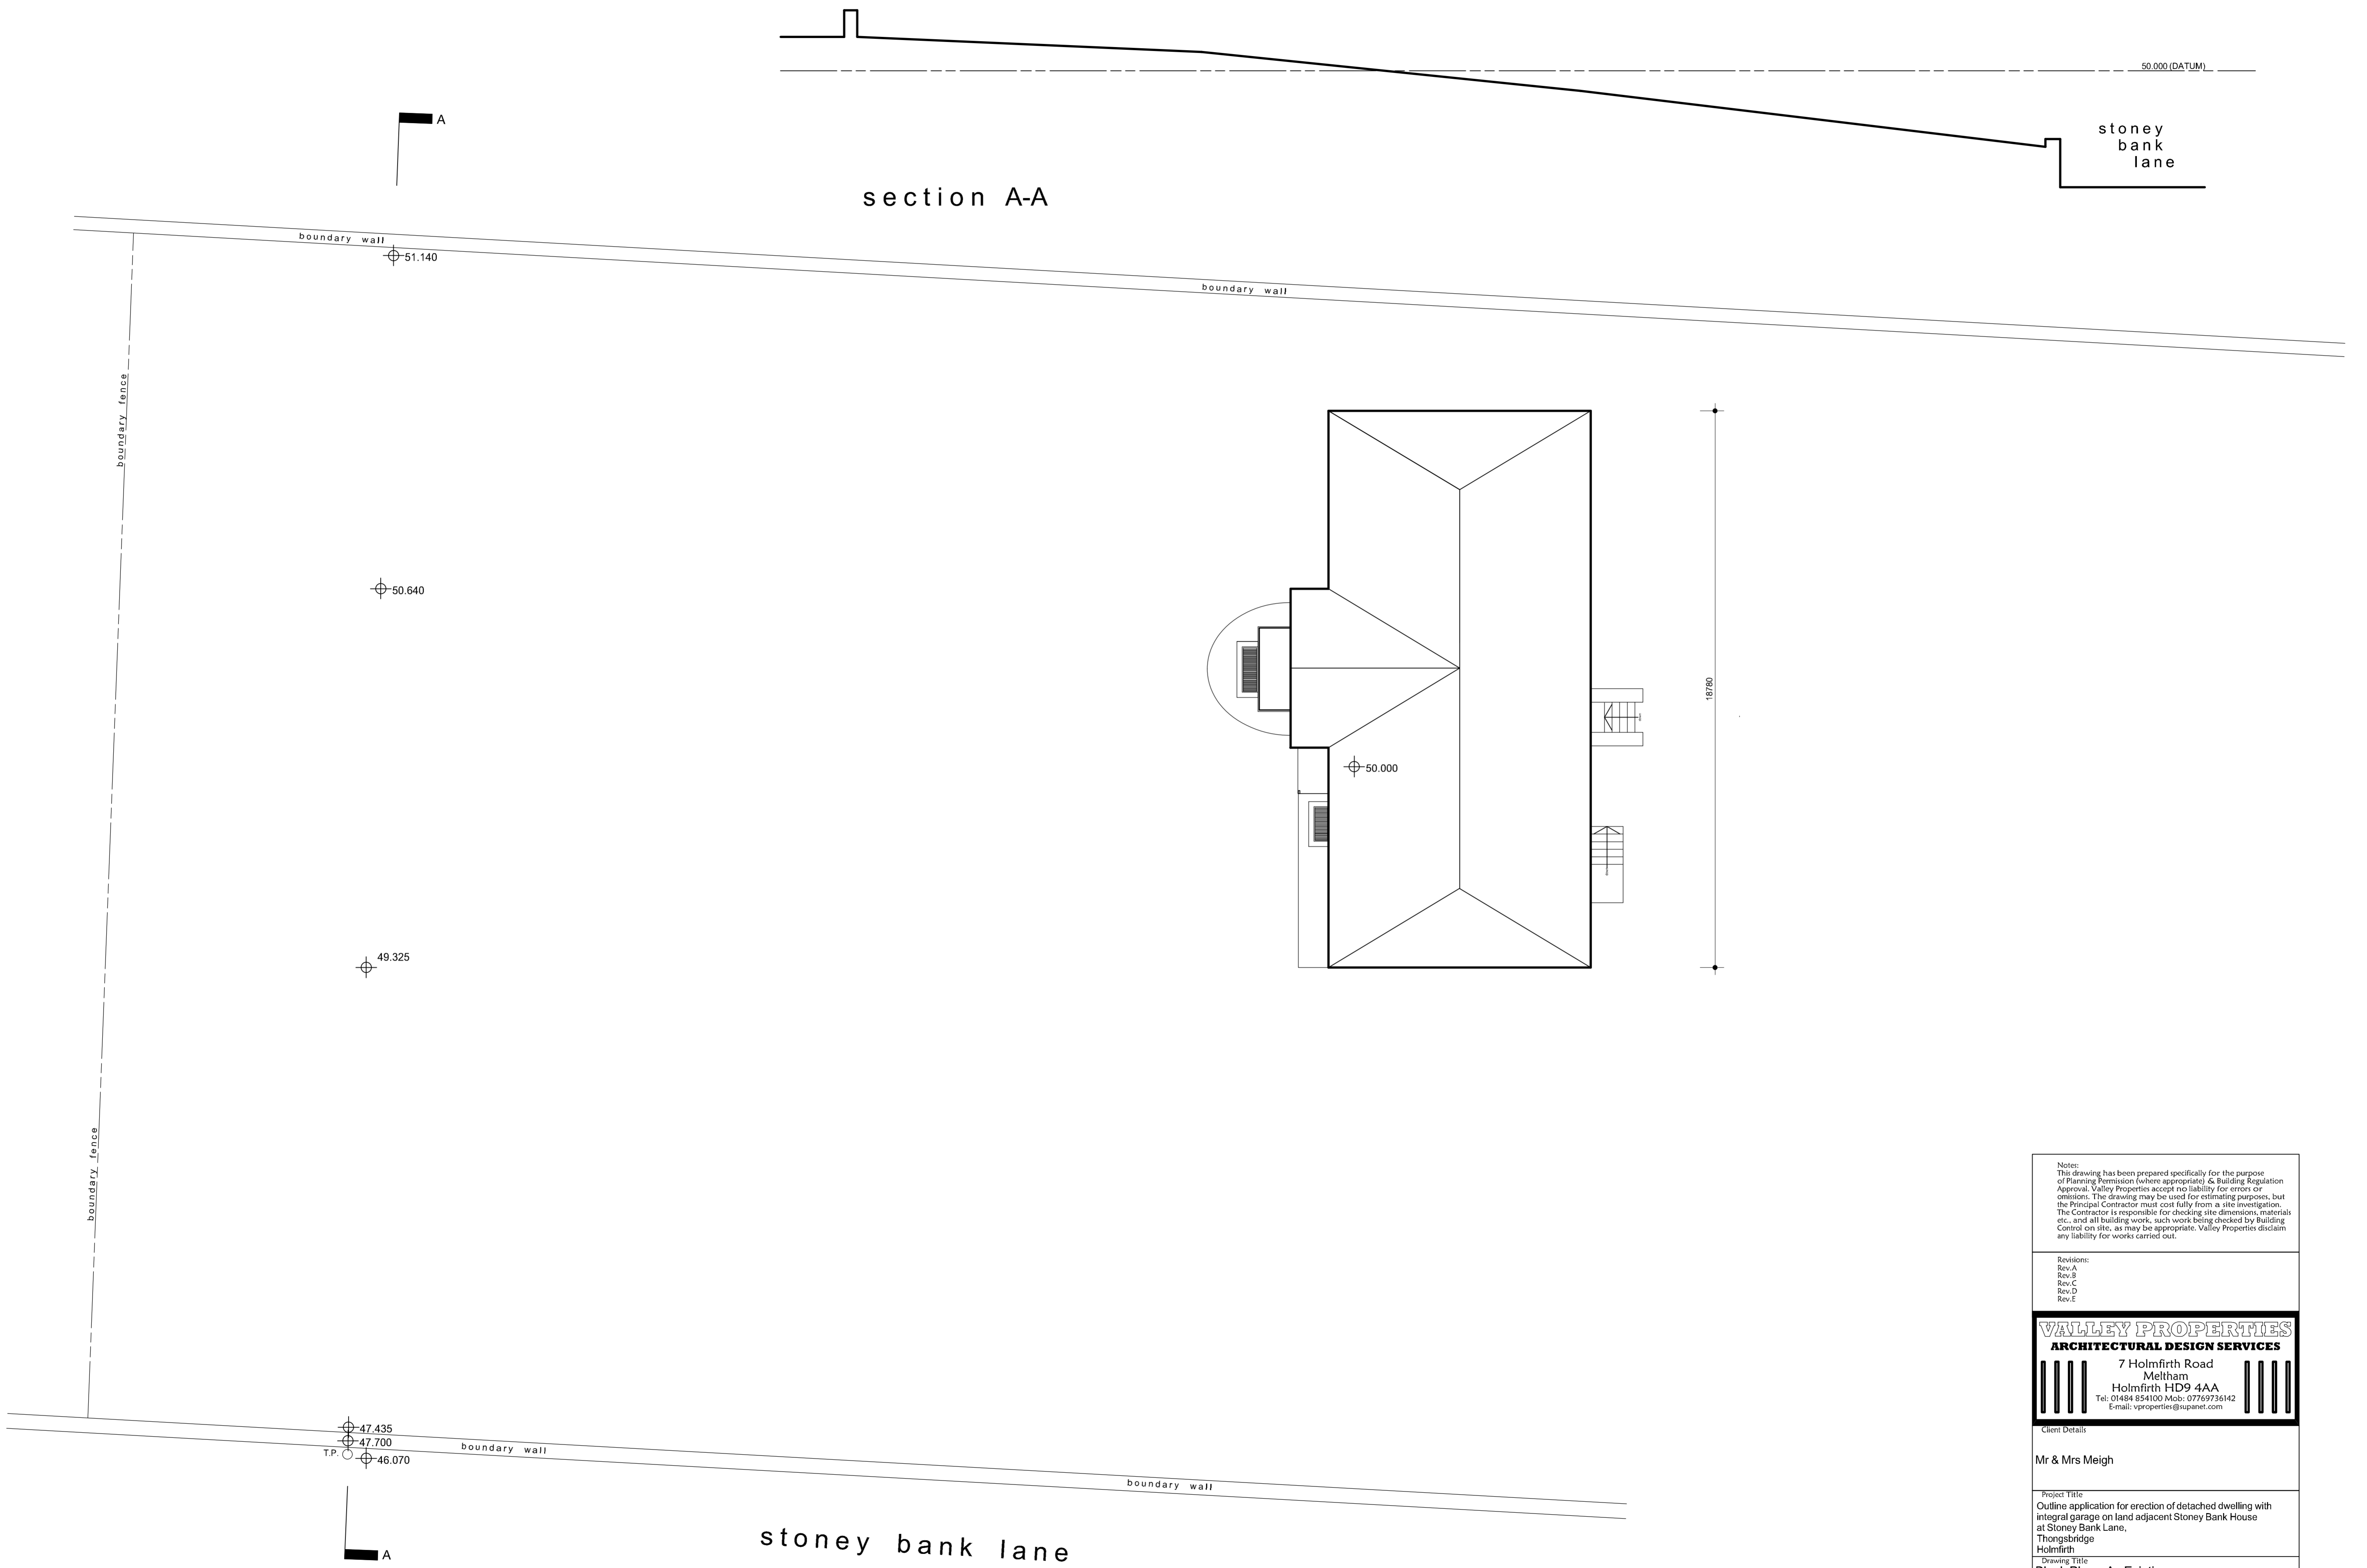 50.000 (DATUM)
A
stoney
bank
lane
section A-A
boundary wall
51.140
boundary wall
boundary fence
50.640
18780
50.000
49.325
boundary fence
47.435
47.700
T.P.
46.070
boundary wall
boundary wall
stoney bank lane
A
Notes:
This drawing has been prepared specifically for the purpose
of Planning Permission (where appropriate) & Building Regulation
Approval. Valley Properties accept no liability for errors or
omissions. The drawing may be used for estimating purposes, but
the Principal Contractor must cost fully from a site investigation.
The Contractor is responsible for checking site dimensions, materials
etc., and all building work, such work being checked by Building
Control on site, as may be appropriate. Valley Properties disclaim
any liability for works carried out.
Revisions:
Rev.A
Rev.B
Rev.C
Rev.D
Rev.E
VALLEY PROPERTIES
ARCHITECTURAL DESIGN SERVICES
7 Holmfirth Road
Meltham
Holmfirth HD9 4AA
Tel: 01484 854100 Mob: 07769736142
E-mail: vproperties@supanet.com
Client Details
Mr & Mrs Meigh
Project Title
Outline application for erection of detached dwelling with
integral garage on land adjacent Stoney Bank House
at Stoney Bank Lane,
Thongsbridge
Holmfirth
Drawing Title